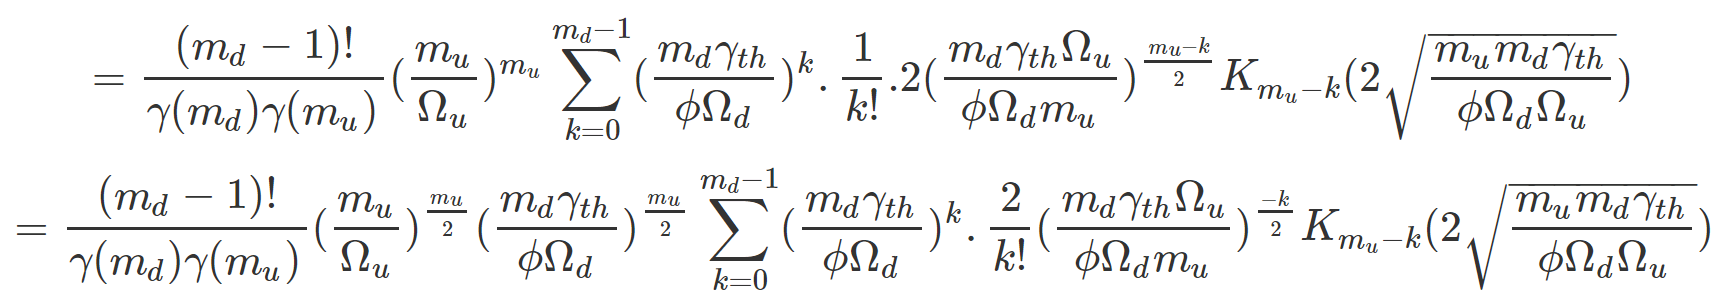 = \frac{(m_d - 1)!}{\gamma(m_d)\gamma(m_u)} (\frac{m_u}{\Omega_u})^{m_u} \sum_{k=0}^{m_d-1} (\frac{m_d \gamma_{th}}{\phi \Omega_d})^k . \frac{1}{k!} .2 (\frac{m_d \gamma_{th} \Omega_u}{\phi \Omega_d m_u})^{\frac{m_u-k}{2}} K_{m_u-k} (2 \sqrt{\frac{m_u m_d \gamma_{th}}{\phi \Omega_d \Omega_u}})
= \frac{(m_d - 1)!}{\gamma(m_d)\gamma(m_u)} (\frac{m_u}{\Omega_u})^{\frac{m_u}{2}} (\frac{m_d \gamma_{th}}{\phi \Omega_d})^{\frac{m_u}{2}} \sum_{k=0}^{m_d-1} (\frac{m_d \gamma_{th}}{\phi \Omega_d})^k . \frac{2}{k!} (\frac{m_d \gamma_{th} \Omega_u}{\phi \Omega_d m_u})^{\frac{-k}{2}} K_{m_u-k} (2 \sqrt{\frac{m_u m_d \gamma_{th}}{\phi \Omega_d \Omega_u}})